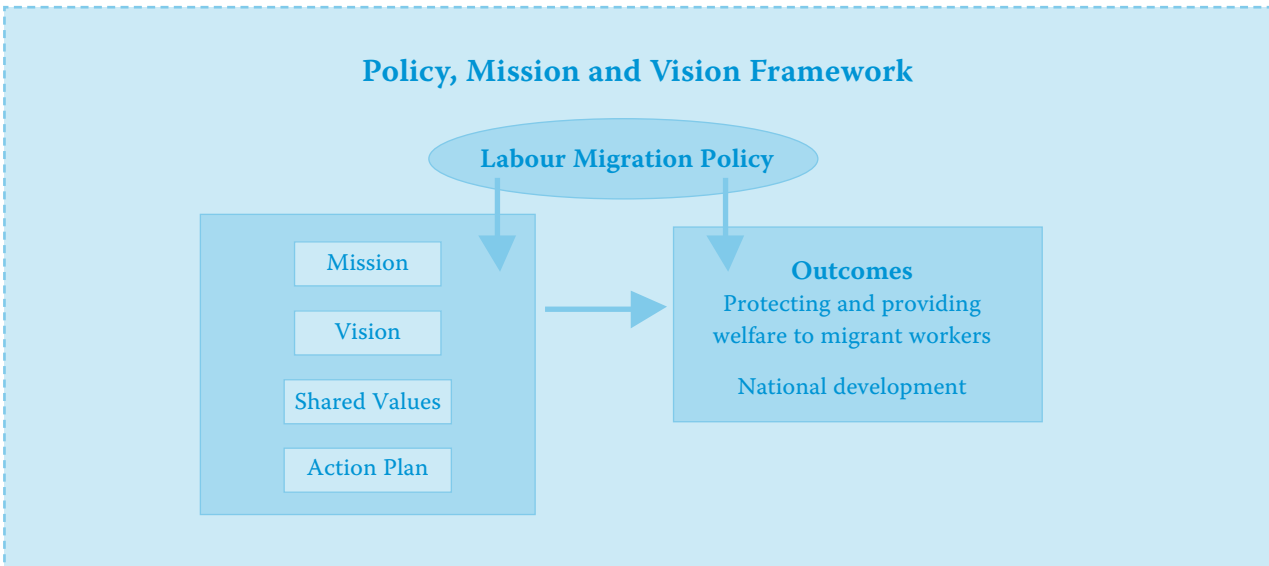 Policy, Mission and Vision Framework
Labour Migration Policy
Mission
Vision
Shared Values
Action Plan
Outcomes
Protecting and providing
welfare to migrant workers
National development